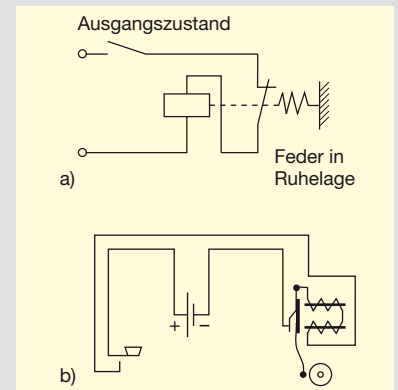 Ausgangszustand
Feder in
Ruhelage
a)
+ –
b)